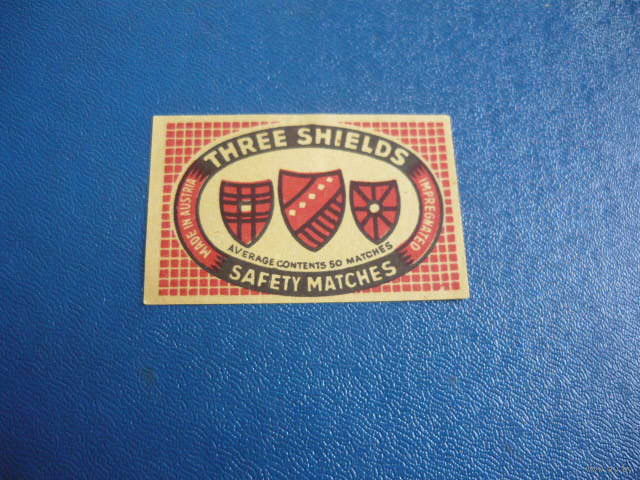 THREE SHIELDS
MADE IN AUSTRIA
IMPREGNATED
AVERAGE CONTENTS 50 MATCHES
SAFETY MATCHES